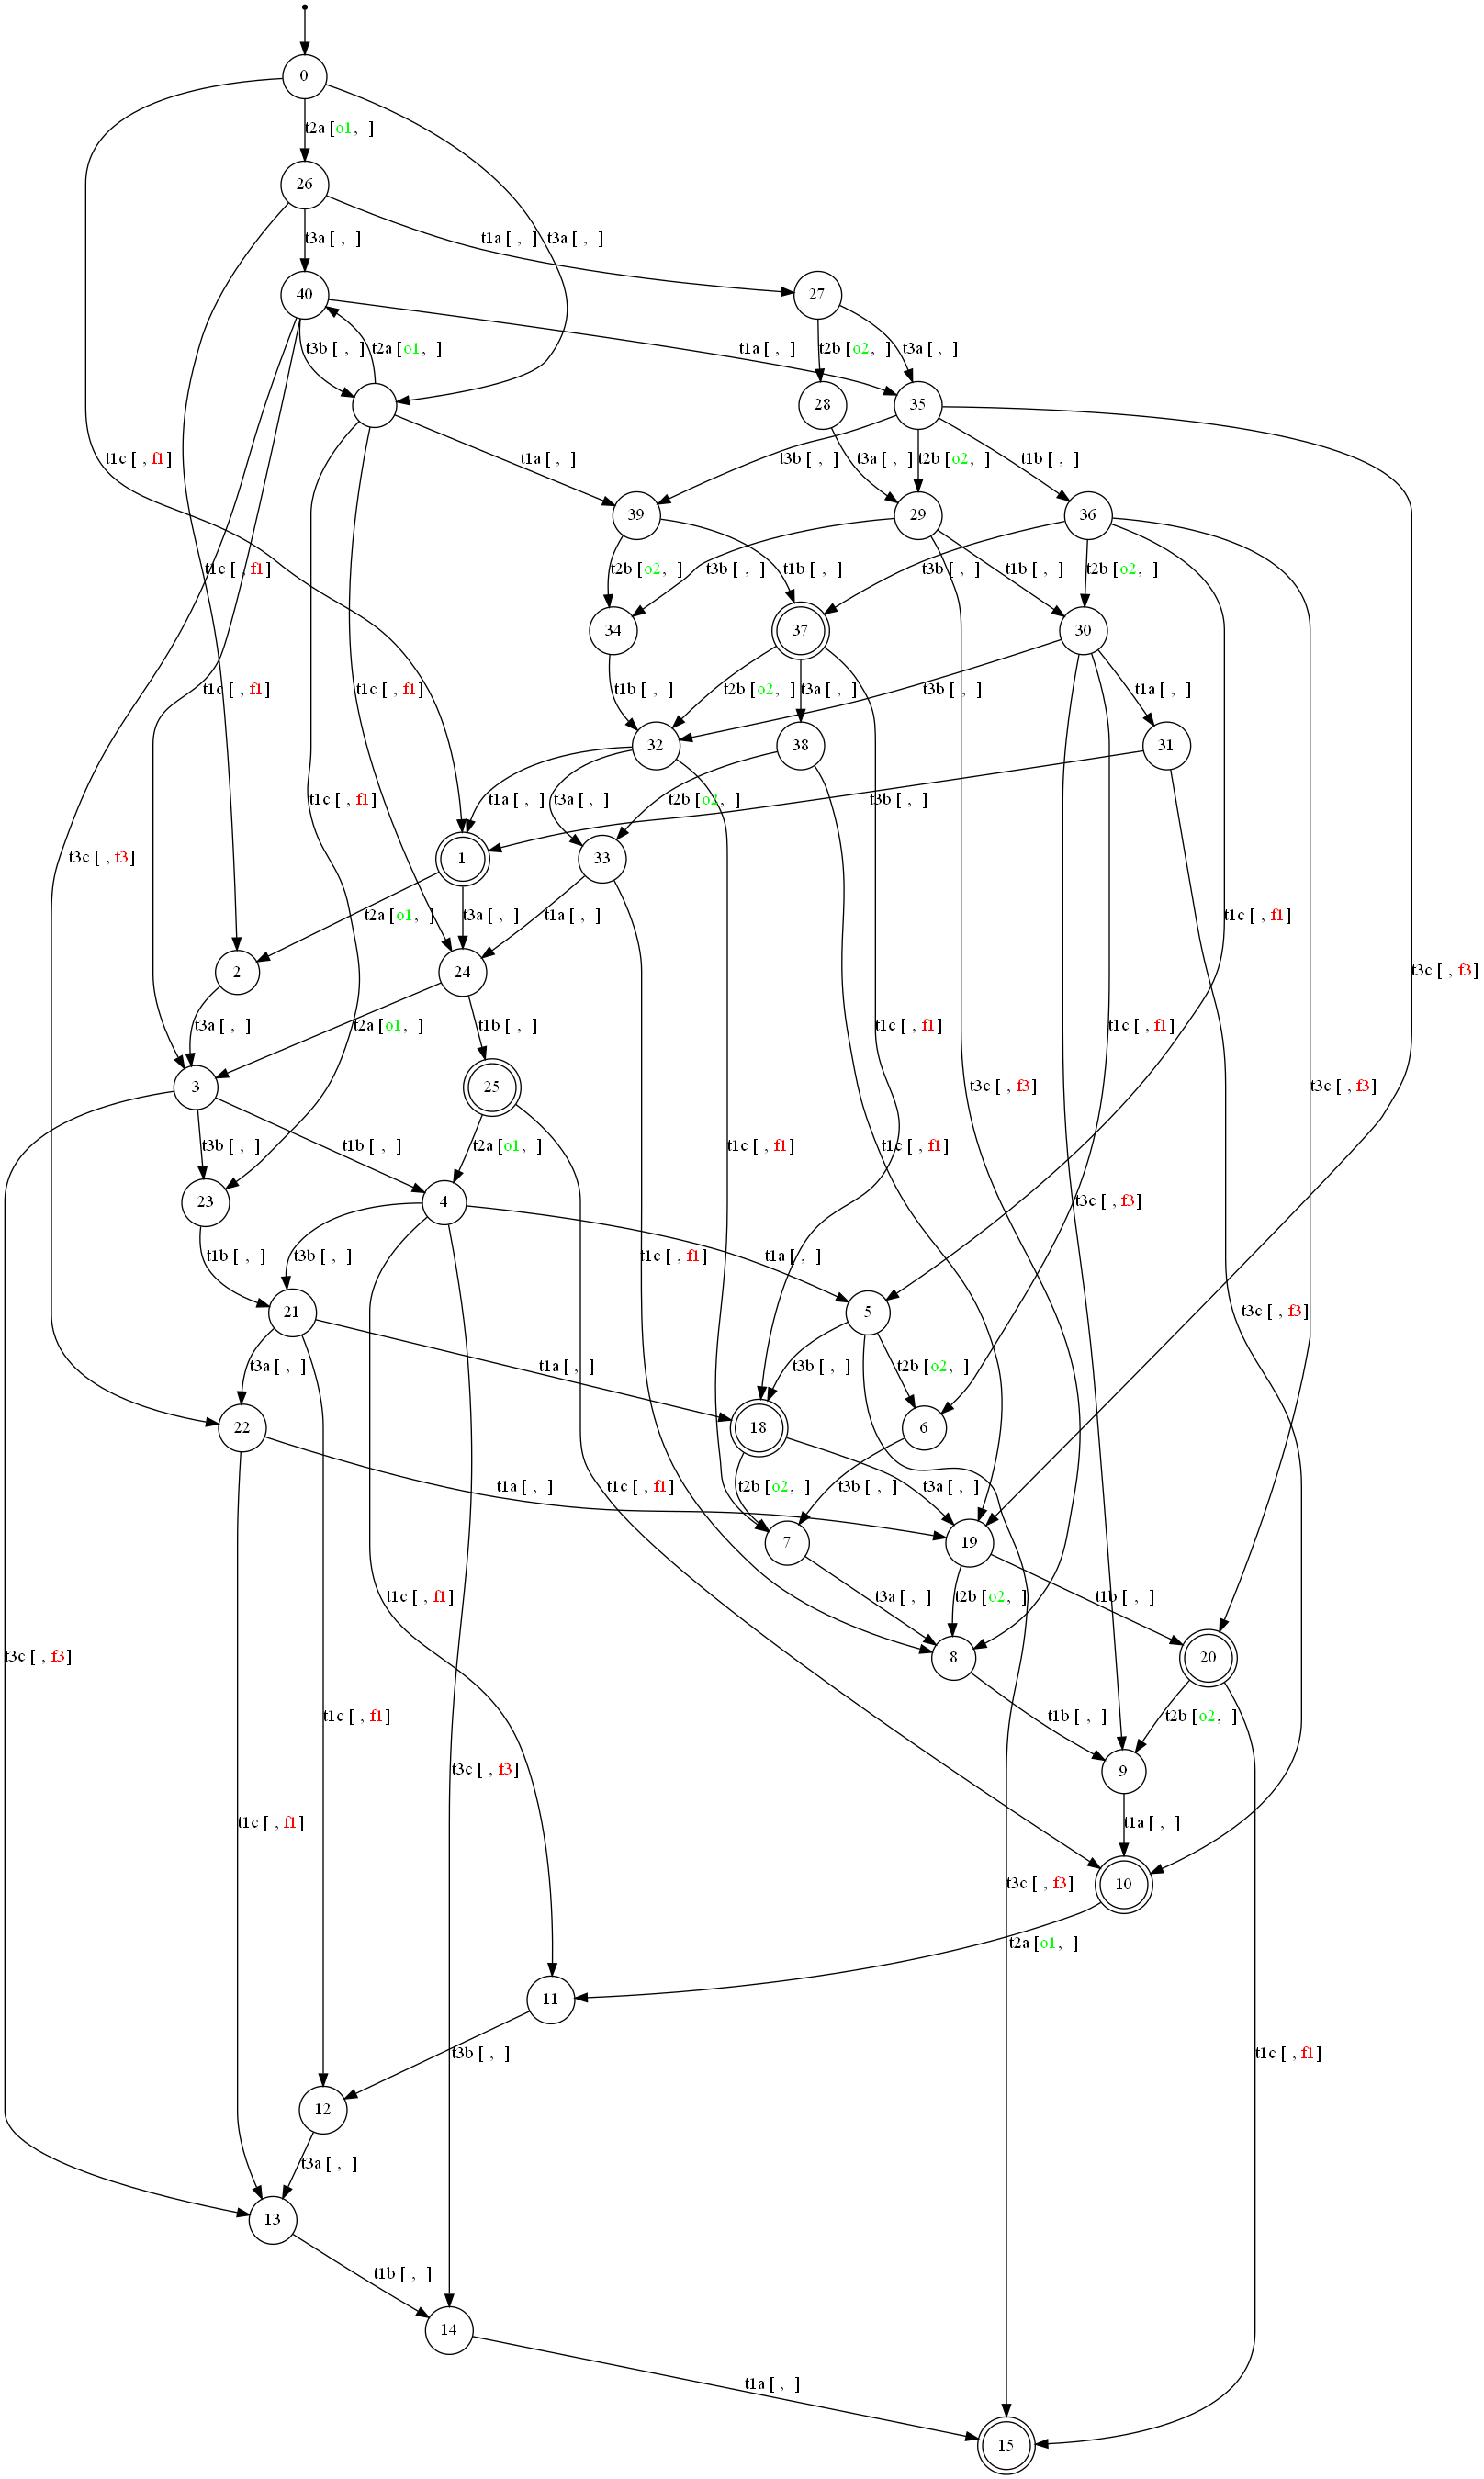 0
t2a [o1,  ]
26
t3a [ ,  ]
t1a [ ,  ]
t3a [ ,  ]
40
27
t3b [ ,  ]
t2a [o1,  ]
t1a [ ,  ]
t2b [o2,  ]
t3a [ ,  ]
28
35
t1c [ , f1]
t1a [ ,  ]
t3b [ ,  ]
t3a [ ,  ]
t2b [o2,  ]
t1b [ ,  ]
39
29
36
t1c [ , f1]
t2b [o2,  ]
t3b [ ,  ]
t1b [ ,  ]
t3b [ ,  ]
t1b [ ,  ]
t2b [o2,  ]
34
37
30
t1c [ , f1]
t1c [ , f1]
t1b [ ,  ]
t2b [o2,  ]
t3a [ ,  ]
t3b [ ,  ]
t1a [ ,  ]
32
38
31
t1c [ , f1]
t1a [ ,  ]
t3a [ ,  ]
t2b [o2,  ]
t3b [ ,  ]
t3c [ , f3]
1
33
t2a [o1,  ]
t3a [ ,  ]
t1a [ ,  ]
t1c [ , f1]
2
24
t3c [ , f3]
t3a [ ,  ]
t2a [o1,  ]
t1b [ ,  ]
t1c [ , f1]
t1c [ , f1]
3
25
t3c [ , f3]
t3c [ , f3]
t3b [ ,  ]
t1b [ ,  ]
t2a [o1,  ]
t1c [ , f1]
t1c [ , f1]
23
4
t3c [ , f3]
t1b [ ,  ]
t3b [ ,  ]
t1c [ , f1]
t1a [ ,  ]
21
5
t3c [ , f3]
t3a [ ,  ]
t1a [ ,  ]
t3b [ ,  ]
t2b [o2,  ]
22
18
6
t1a [ ,  ]
t1c [ , f1]
t2b [o2,  ]
t3b [ ,  ]
t3a [ ,  ]
7
19
t1c [ , f1]
t3a [ ,  ]
t2b [o2,  ]
t1b [ ,  ]
t3c [ , f3]
8
20
t1c [ , f1]
t1b [ ,  ]
t2b [o2,  ]
t3c [ , f3]
9
t1c [ , f1]
t1a [ ,  ]
t3c [ , f3]
10
t2a [o1,  ]
11
t3b [ ,  ]
t1c [ , f1]
12
t3a [ ,  ]
13
t1b [ ,  ]
14
t1a [ ,  ]
15